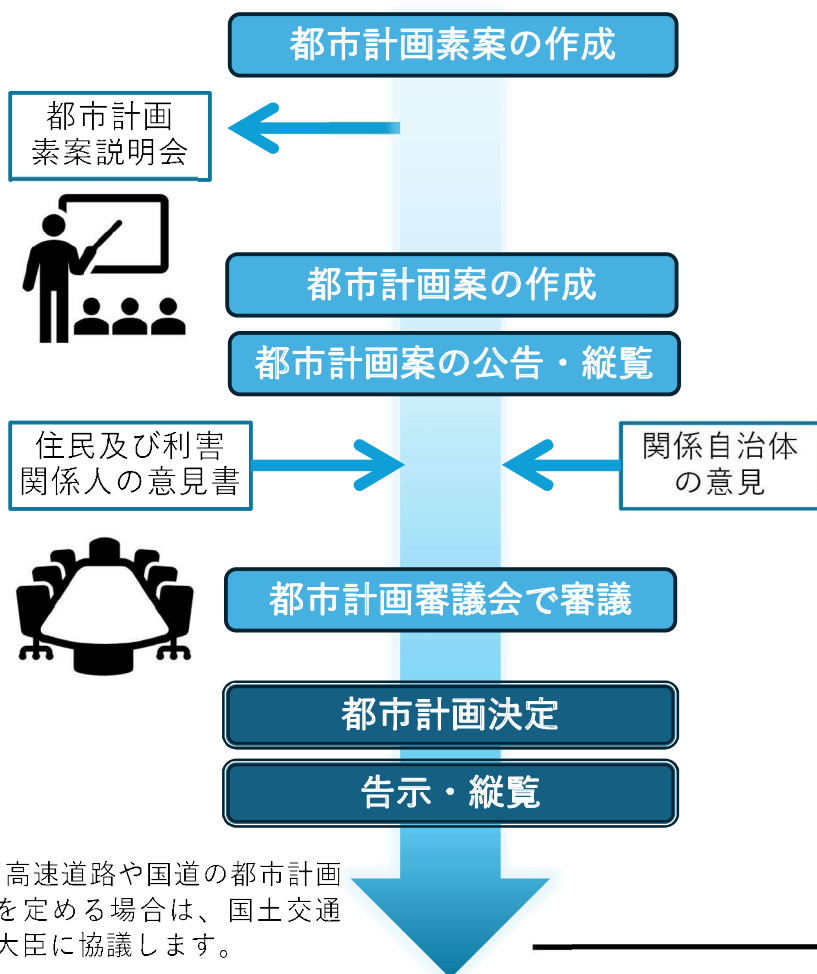 都市計画素案の作成
都市計画
素案説明会
都市計画案の作成
都市計画案の公告・縦覧
住民及び利害
関係人の意見書
関係自治体
の意見
都市計画審議会で審議
都市計画決定
告示・縦覧
高速道路や国道の都市計画
を定める場合は、国土交通
大臣に協議します。